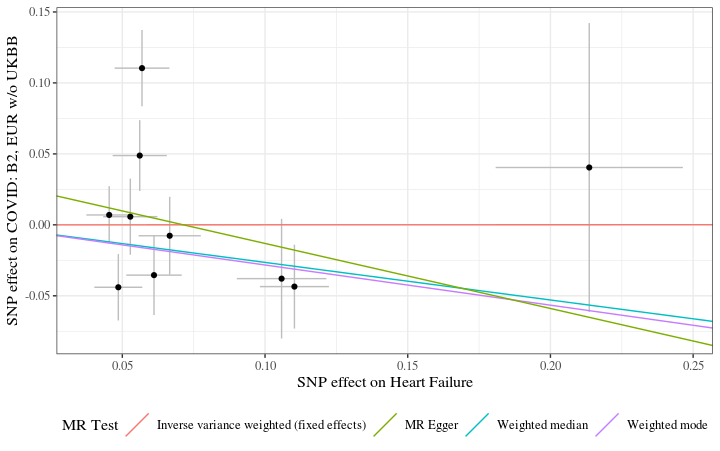 0.15
0.10
0.05
0.00
-0.05
SNP effect on COVID: B2, EUR w/o UKBB
0.05 0.10 0.15 0.20 0.25
SNP effect on Heart Failure
MR Test Inverse variance weighted (fixed effects) MR Egger Weighted median Weighted mode